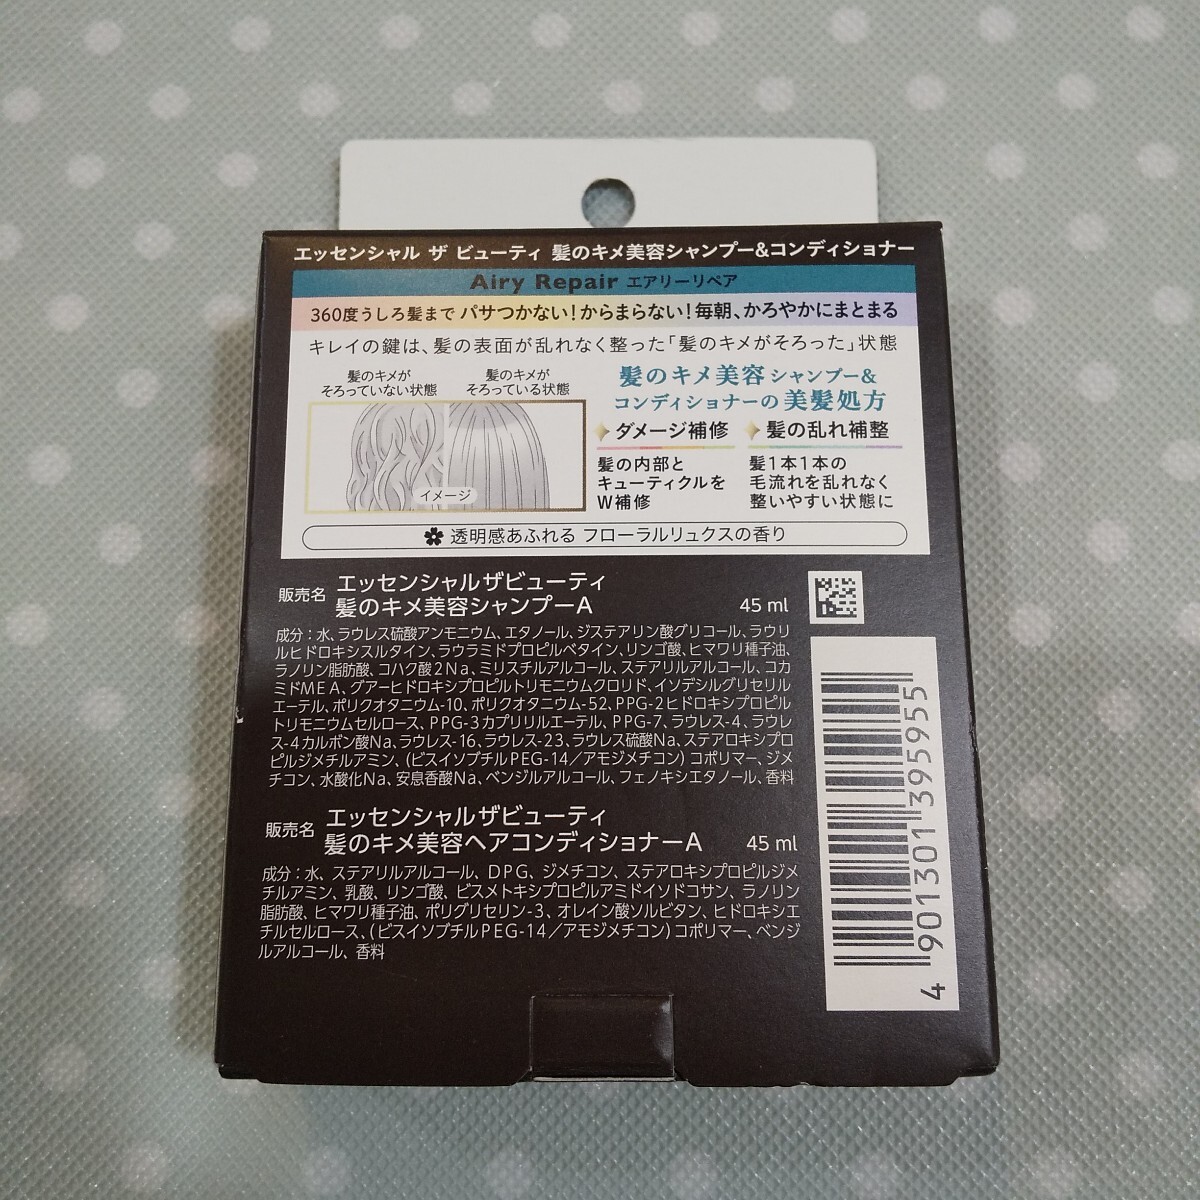 エッセンシャル ザ ビューティ 髪のキメ美容シャンプー&コンディショナー
Airy Repair エアリーリペア
360度うしろ髪まで パサつかない!からまらない!毎朝、かろやかにまとまる
キレイの鍵は、髪の表面が乱れなく整った「髪のキメがそろった」状態
髪のキメが
そろっていない状態
髪のキメが
そろっている状態
イメージ
髪のキメ美容シャンプー&
コンディショナーの美髪処方
ダメージ補修
髪の内部と
キューティクルを
W補修
髪の乱れ補整
髪1本1本の
毛流れを乱れなく
整いやすい状態に
透明感あふれる フローラルリュクスの香り
販売名 エッセンシャルザビューティ
髪のキメ美容シャンプーA 45 ml
成分:水、ラウレス硫酸アンモニウム、エタノール、ジステアリン酸グリコール、ラウリ
ルヒドロキシスルタイン、ラウラミドプロピルベタイン、リンゴ酸、ヒマワリ種子油、
ラノリン脂肪酸、コハク酸2Na、ミリスチルアルコール、ステアリルアルコール、コカ
ミドMEA、グアーヒドロキシプロピルトリモニウムクロリド、イソデシルグリセリル
エーテル、ポリクオタニウム-10、ポリクオタニウム-52、PPG-2ヒドロキシプロピル
トリモニウムセルロース、PPG-3カプリリルエーテル、PPG-7、ラウレス-4、ラウレ
ス-4カルボン酸Na、ラウレス-16、ラウレス-23、ラウレス硫酸Na、ステアロキシプロ
ピルジメチルアミン、(ビスイソブチルPEG-14/アモジメチコン)コポリマー、ジメ
チコン、水酸化Na、安息香酸Na、ベンジルアルコール、フェノキシエタノール、香料
販売名 エッセンシャルザビューティ
髪のキメ美容ヘアコンディショナーA 45 ml
成分:水、ステアリルアルコール、DPG、ジメチコン、ステアロキシプロピルジメ
チルアミン、乳酸、リンゴ酸、ビスメトキシプロピルアミドイソドコサン、ラノリン
脂肪酸、ヒマワリ種子油、ポリグリセリン-3、オレイン酸ソルビタン、ヒドロキシエ
チルセルロース、(ビスイソブチルPEG-14/アモジメチコン)コポリマー、ベンジ
ルアルコール、香料
4 901301 395955